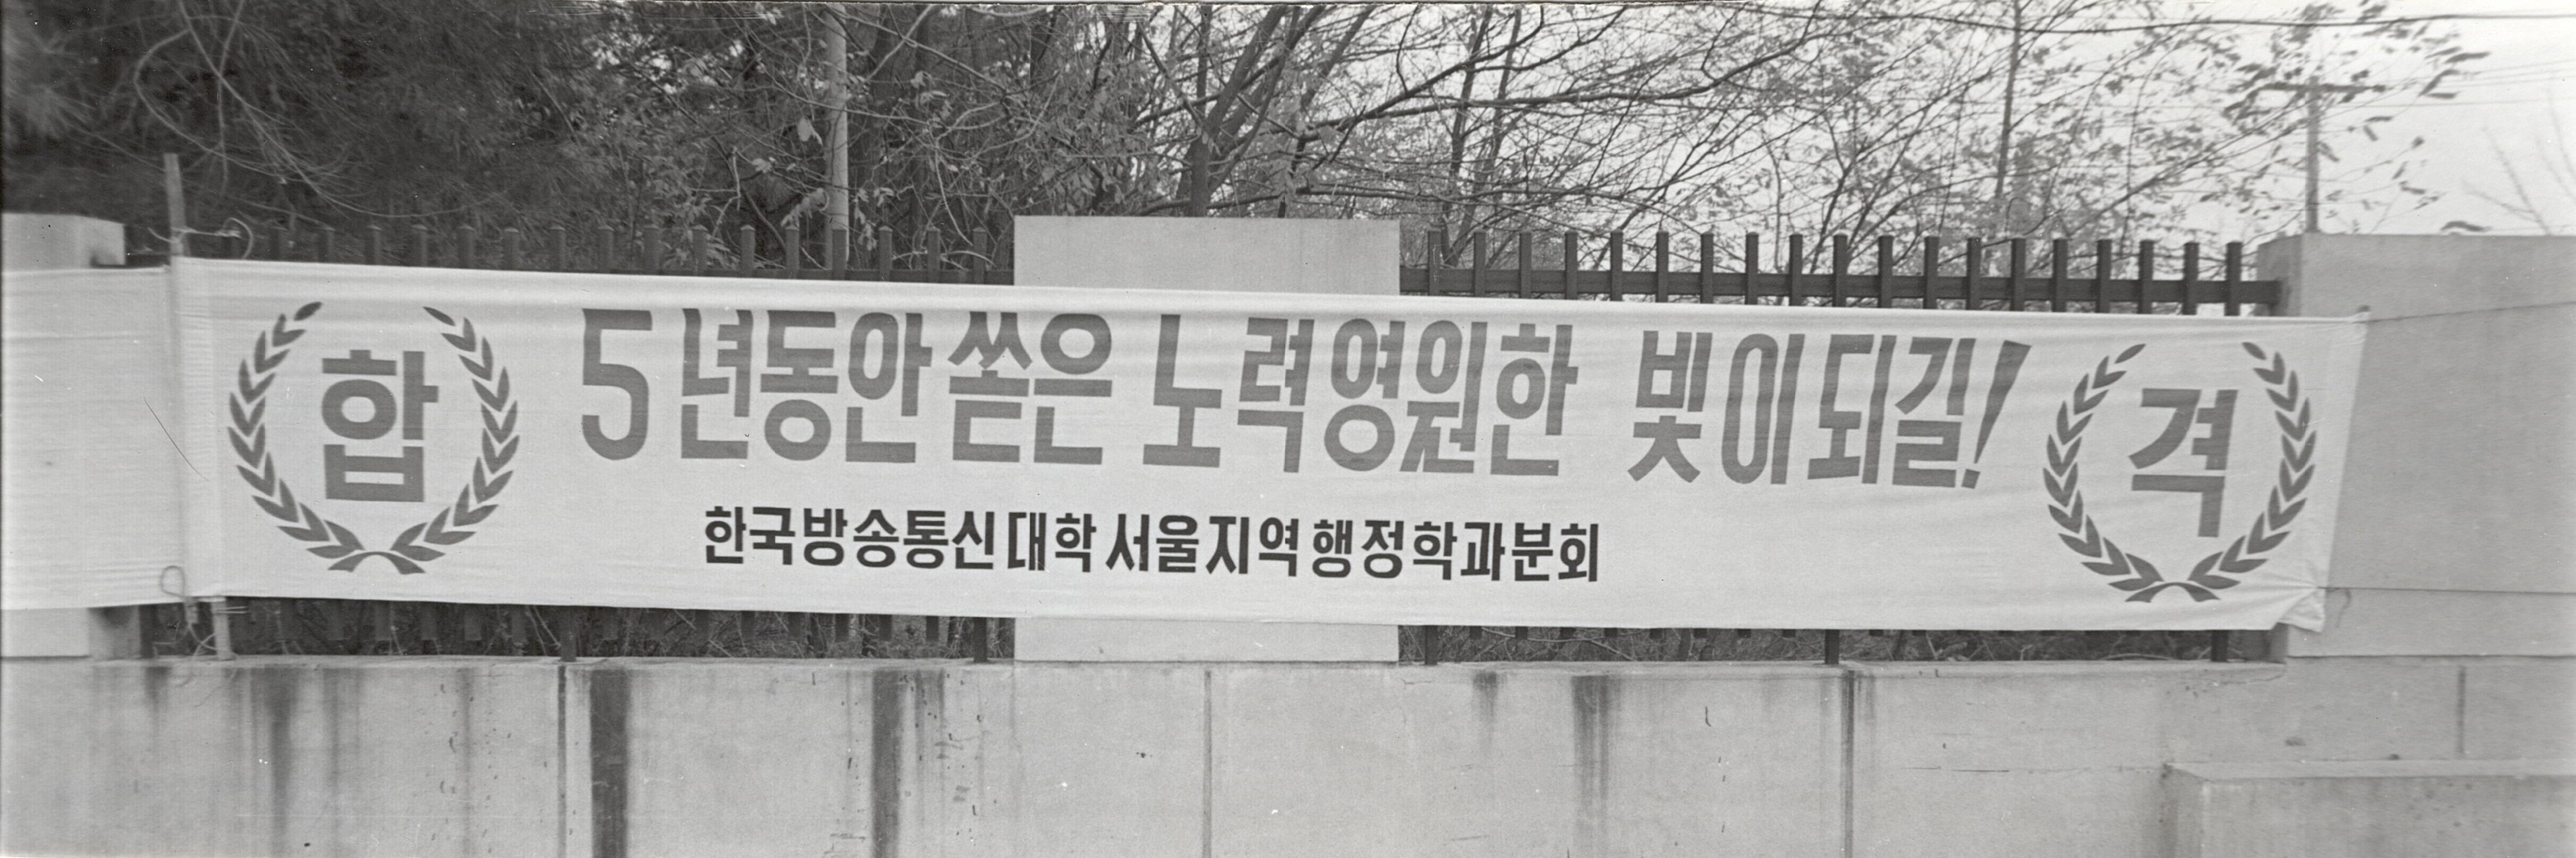 합 5년동안 쏟은 노력 영원한 빛이 되길! 격
한국방송통신대학 서울지역 행정학과분회